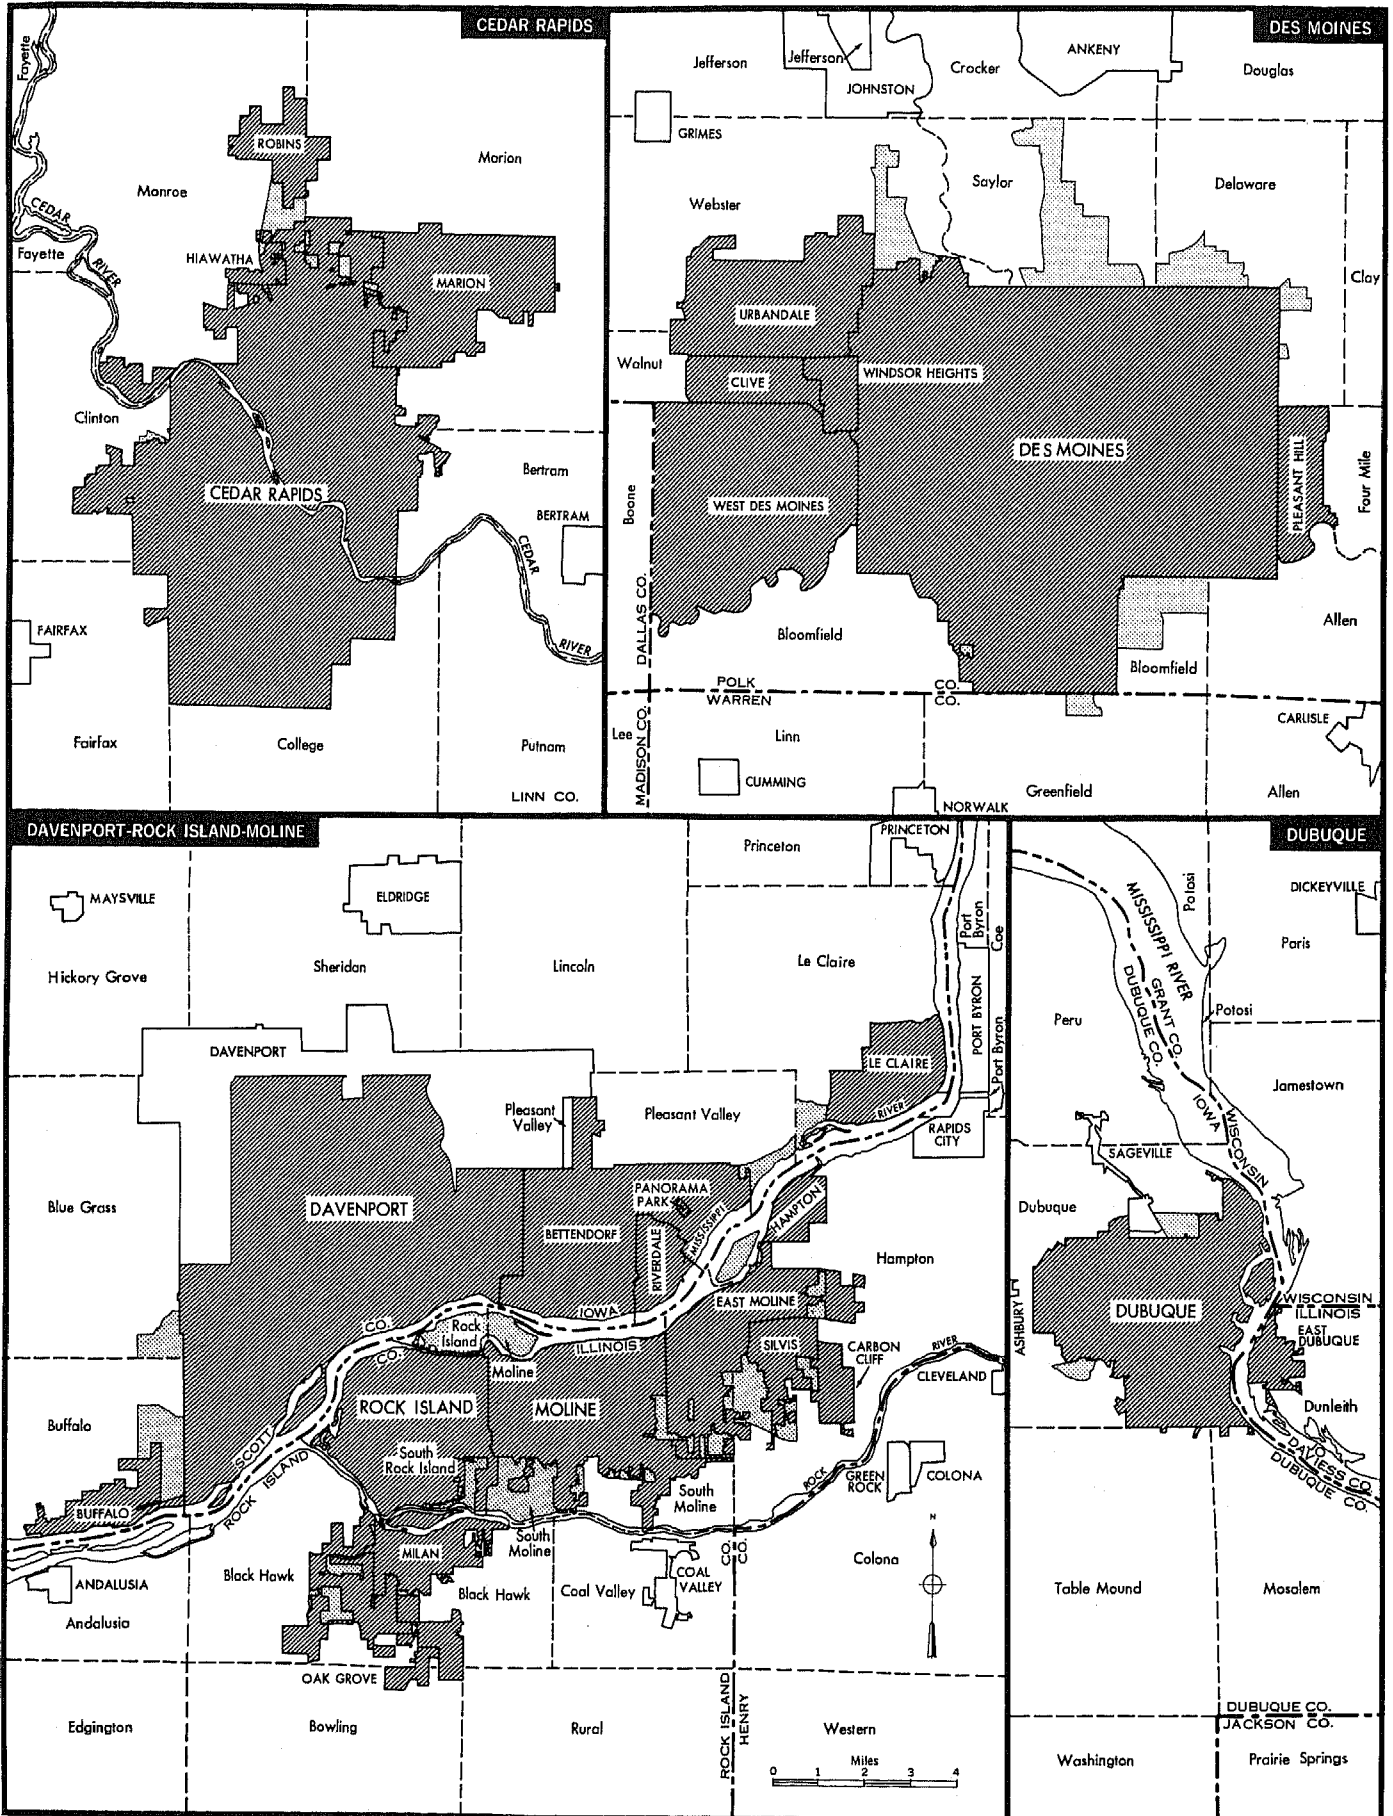 CEDAR RAPIDS
Fayette
ROBINS
Marion
Monroe
CEDAR
RIVER
Fayette
HIAWATHA
MARION
Clinton
CEDAR RAPIDS
Bertram
BERTRAM
CEDAR
RIVER
FAIRFAX
Fairfax
College
Putnam
LINN CO.
DES MOINES
Jefferson
Jefferson
JOHNSTON
Crocker
ANKENY
Douglas
GRIMES
Saylor
Delaware
Webster
Clay
URBANDALE
Walnut
CLIVE
WINDSOR HEIGHTS
DES MOINES
PLEASANT HILL
Four Mile
Boone
WEST DES MOINES
DALLAS CO.
MADISON CO.
Bloomfield
Bloomfield
Allen
POLK CO.
WARREN CO.
Lee
Linn
CUMMING
CARLISLE
Greenfield
Allen
NORWALK
DAVENPORT-ROCK ISLAND-MOLINE
Princeton
PRINCETON
MAYSVILLE
ELDRIDGE
Hickory Grove
Sheridan
Lincoln
Le Claire
Port
Byron
Coe
PORT BYRON
Port Byron
DAVENPORT
LE CLAIRE
Pleasant
Valley
Pleasant Valley
RIVER
RAPIDS
CITY
Blue Grass
DAVENPORT
PANORAMA
PARK
BETTENDORF
RIVERDALE
MISSISSIPPI
HAMPTON
Hampton
EAST MOLINE
IOWA
ILLINOIS
CO.
CO.
Rock
Island
Moline
SILVIS
CARBON
CLIFF
RIVER
CLEVELAND
Buffalo
ROCK ISLAND
MOLINE
SCOTT
ROCK ISLAND
South
Rock Island
South
Moline
ROCK
GREEN
ROCK
COLONA
BUFFALO
South
Moline
CO.
CO.
MILAN
ANDALUSIA
Black Hawk
Black Hawk
Coal Valley
COAL
VALLEY
Colona
N
Andalusia
OAK GROVE
Edgington
Bowling
Rural
ROCK ISLAND
HENRY
Western
Miles
0 1 2 3 4
DUBUQUE
Potosi
DICKEYVILLE
MISSISSIPPI RIVER
Paris
GRANT CO.
DUBUQUE CO.
Peru
Potosi
Jamestown
IOWA
WISCONSIN
SAGEVILLE
Dubuque
ASHBURY
DUBUQUE
WISCONSIN
ILLINOIS
EAST
DUBUQUE
Dunleith
JO DAVIESS CO.
DUBUQUE CO.
Table Mound
Mosalem
DUBUQUE CO.
JACKSON CO.
Washington
Prairie Springs